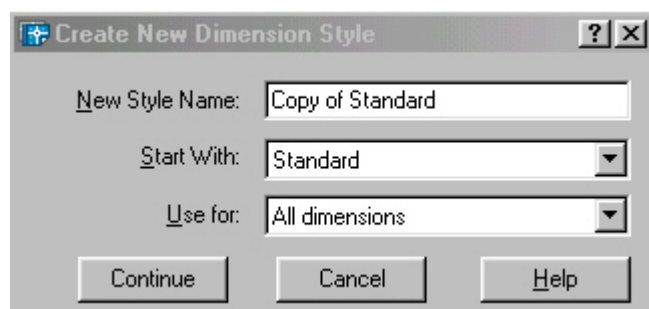 Create New Dimension Style
New Style Name: Copy of Standard
Start With: Standard
Use for: All dimensions
Continue Cancel Help